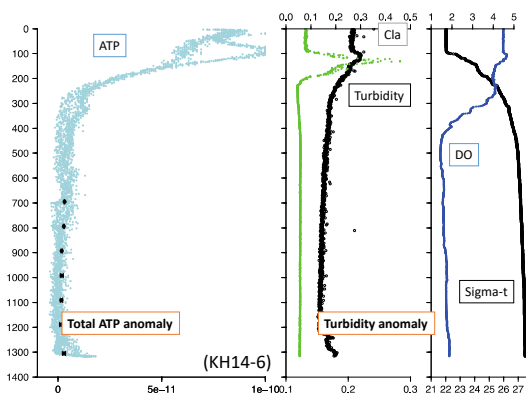 0.0 0.1 0.2 0.3 0.4 0.5
1 2 3 4 5
0
100
200
300
400
500
600
700
800
900
1000
1100
1200
1300
1400
ATP
Cla
Turbidity
DO
Sigma-t
Total ATP anomaly
Turbidity anomaly
(KH14-6)
0 5e-11 1e-10
0.1 0.2 0.3
21 22 23 24 25 26 27